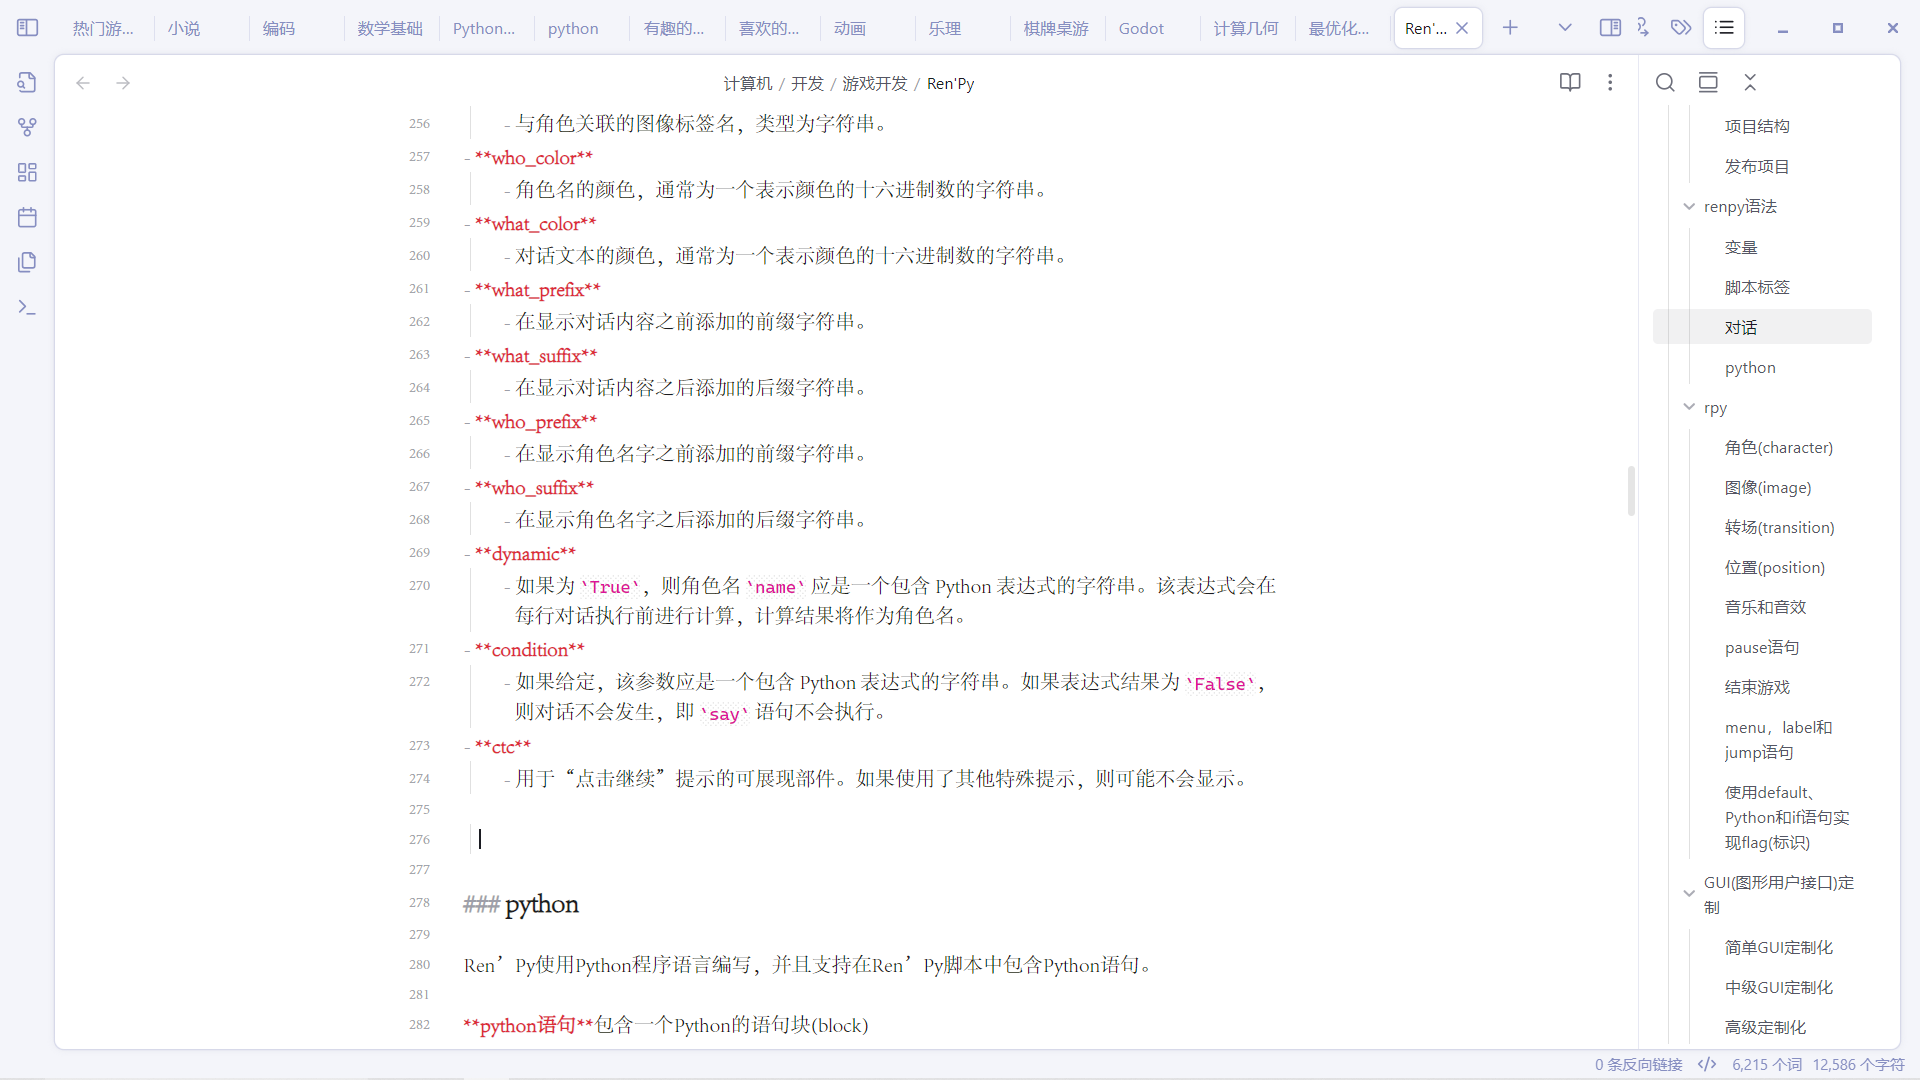 热门游...
小说
编码
数学基础
Python...
python
有趣的...
喜欢的...
动画
乐理
棋牌桌游
Godot
计算几何
最优化...
Ren'...
计算机 / 开发 / 游戏开发 / Ren'Py
256 - 与角色关联的图像标签名，类型为字符串。
257 - **who_color**
258 - 角色名的颜色，通常为一个表示颜色的十六进制数的字符串。
259 - **what_color**
260 - 对话文本的颜色，通常为一个表示颜色的十六进制数的字符串。
261 - **what_prefix**
262 - 在显示对话内容之前添加的前缀字符串。
263 - **what_suffix**
264 - 在显示对话内容之后添加的后缀字符串。
265 - **who_prefix**
266 - 在显示角色名字之前添加的前缀字符串。
267 - **who_suffix**
268 - 在显示角色名字之后添加的后缀字符串。
269 - **dynamic**
270 - 如果为 `True`，则角色名 `name` 应是一个包含 Python 表达式的字符串。该表达式会在
每行对话执行前进行计算，计算结果将作为角色名。
271 - **condition**
272 - 如果给定，该参数应是一个包含 Python 表达式的字符串。如果表达式结果为 `False`，
则对话不会发生，即 `say` 语句不会执行。
273 - **ctc**
274 - 用于“点击继续”提示的可展现部件。如果使用了其他特殊提示，则可能不会显示。
275
276
277
278 ### python
279
280 Ren’Py使用Python程序语言编写，并且支持在Ren’Py脚本中包含Python语句。
281
282 **python语句**包含一个Python的语句块(block)
项目结构
发布项目
renpy语法
变量
脚本标签
对话
python
rpy
角色(character)
图像(image)
转场(transition)
位置(position)
音乐和音效
pause语句
结束游戏
menu，label和
jump语句
使用default、
Python和if语句实
现flag(标识)
GUI(图形用户接口)定
制
简单GUI定制化
中级GUI定制化
高级定制化
0 条反向链接
6,215 个词
12,586 个字符